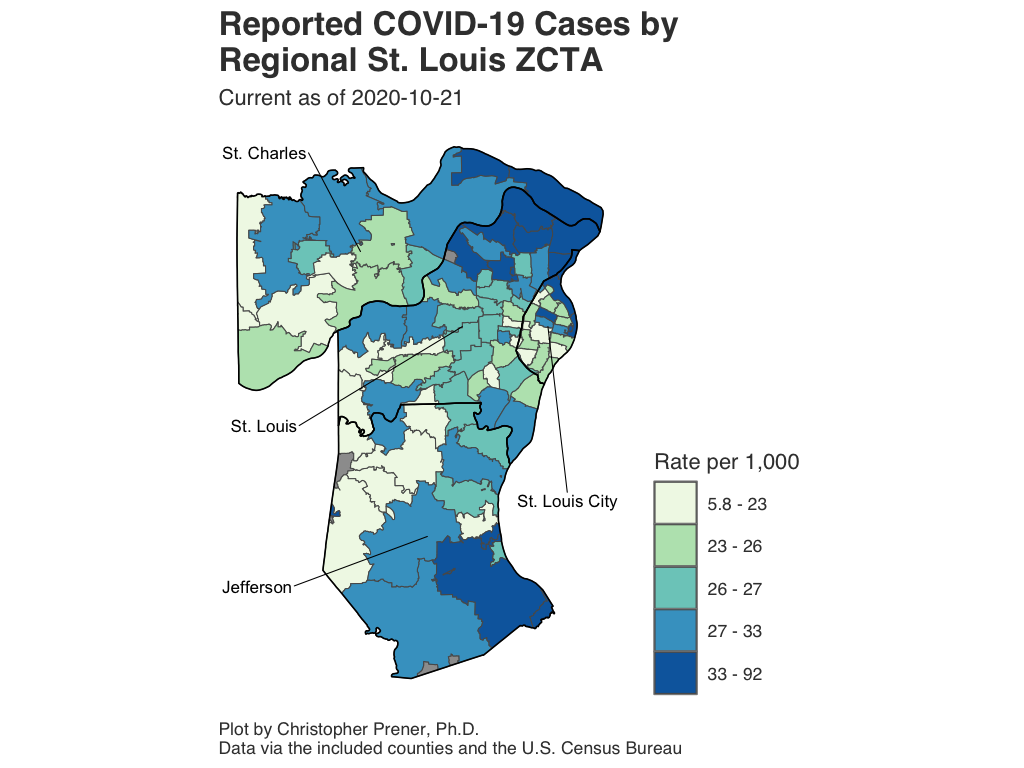 Reported COVID-19 Cases by
Regional St. Louis ZCTA
Current as of 2020-10-21
St. Charles
St. Louis
St. Louis City
Jefferson
Rate per 1,000
5.8 - 23
23 - 26
26 - 27
27 - 33
33 - 92
Plot by Christopher Prener, Ph.D.
Data via the included counties and the U.S. Census Bureau